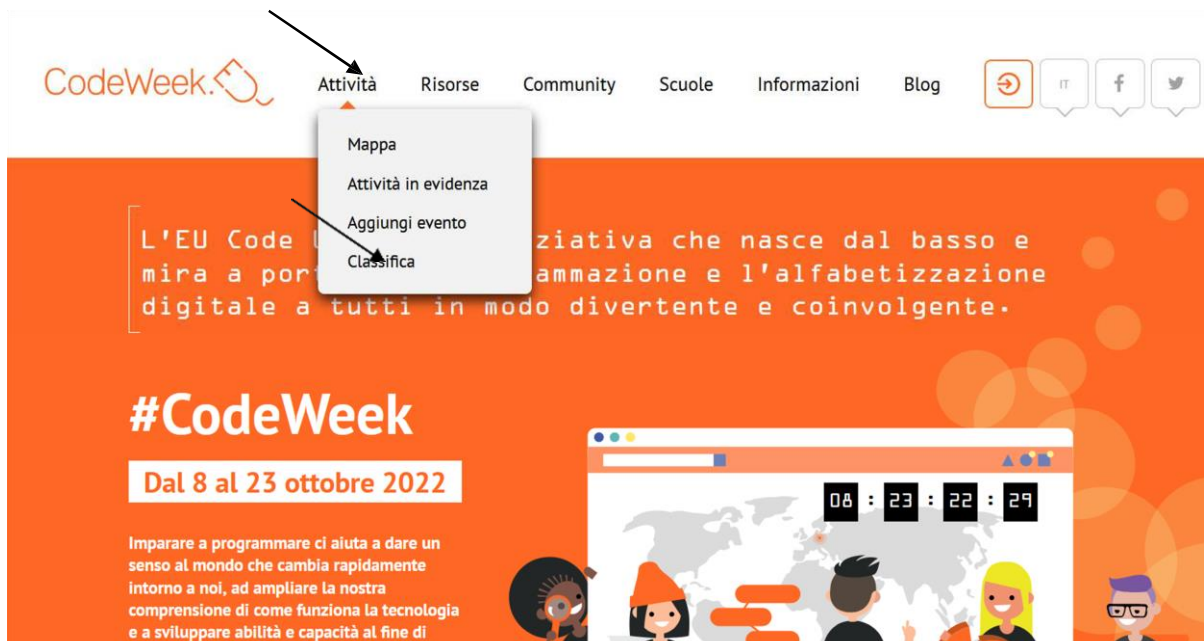 CodeWeek.EU
Attività Risorse Community Scuole Informazioni Blog IT
Mappa
Attività in evidenza
Aggiungi evento
Classifica
L'EU Code ziativa che nasce dal basso e
mira a por ammazione e l'alfabetizzazione
digitale a tutti in modo divertente e coinvolgente.
#CodeWeek
Dal 8 al 23 ottobre 2022
08 : 23 : 22 : 29
Imparare a programmare ci aiuta a dare un
senso al mondo che cambia rapidamente
intorno a noi, ad ampliare la nostra
comprensione di come funziona la tecnologia
e a sviluppare abilità e capacità al fine di